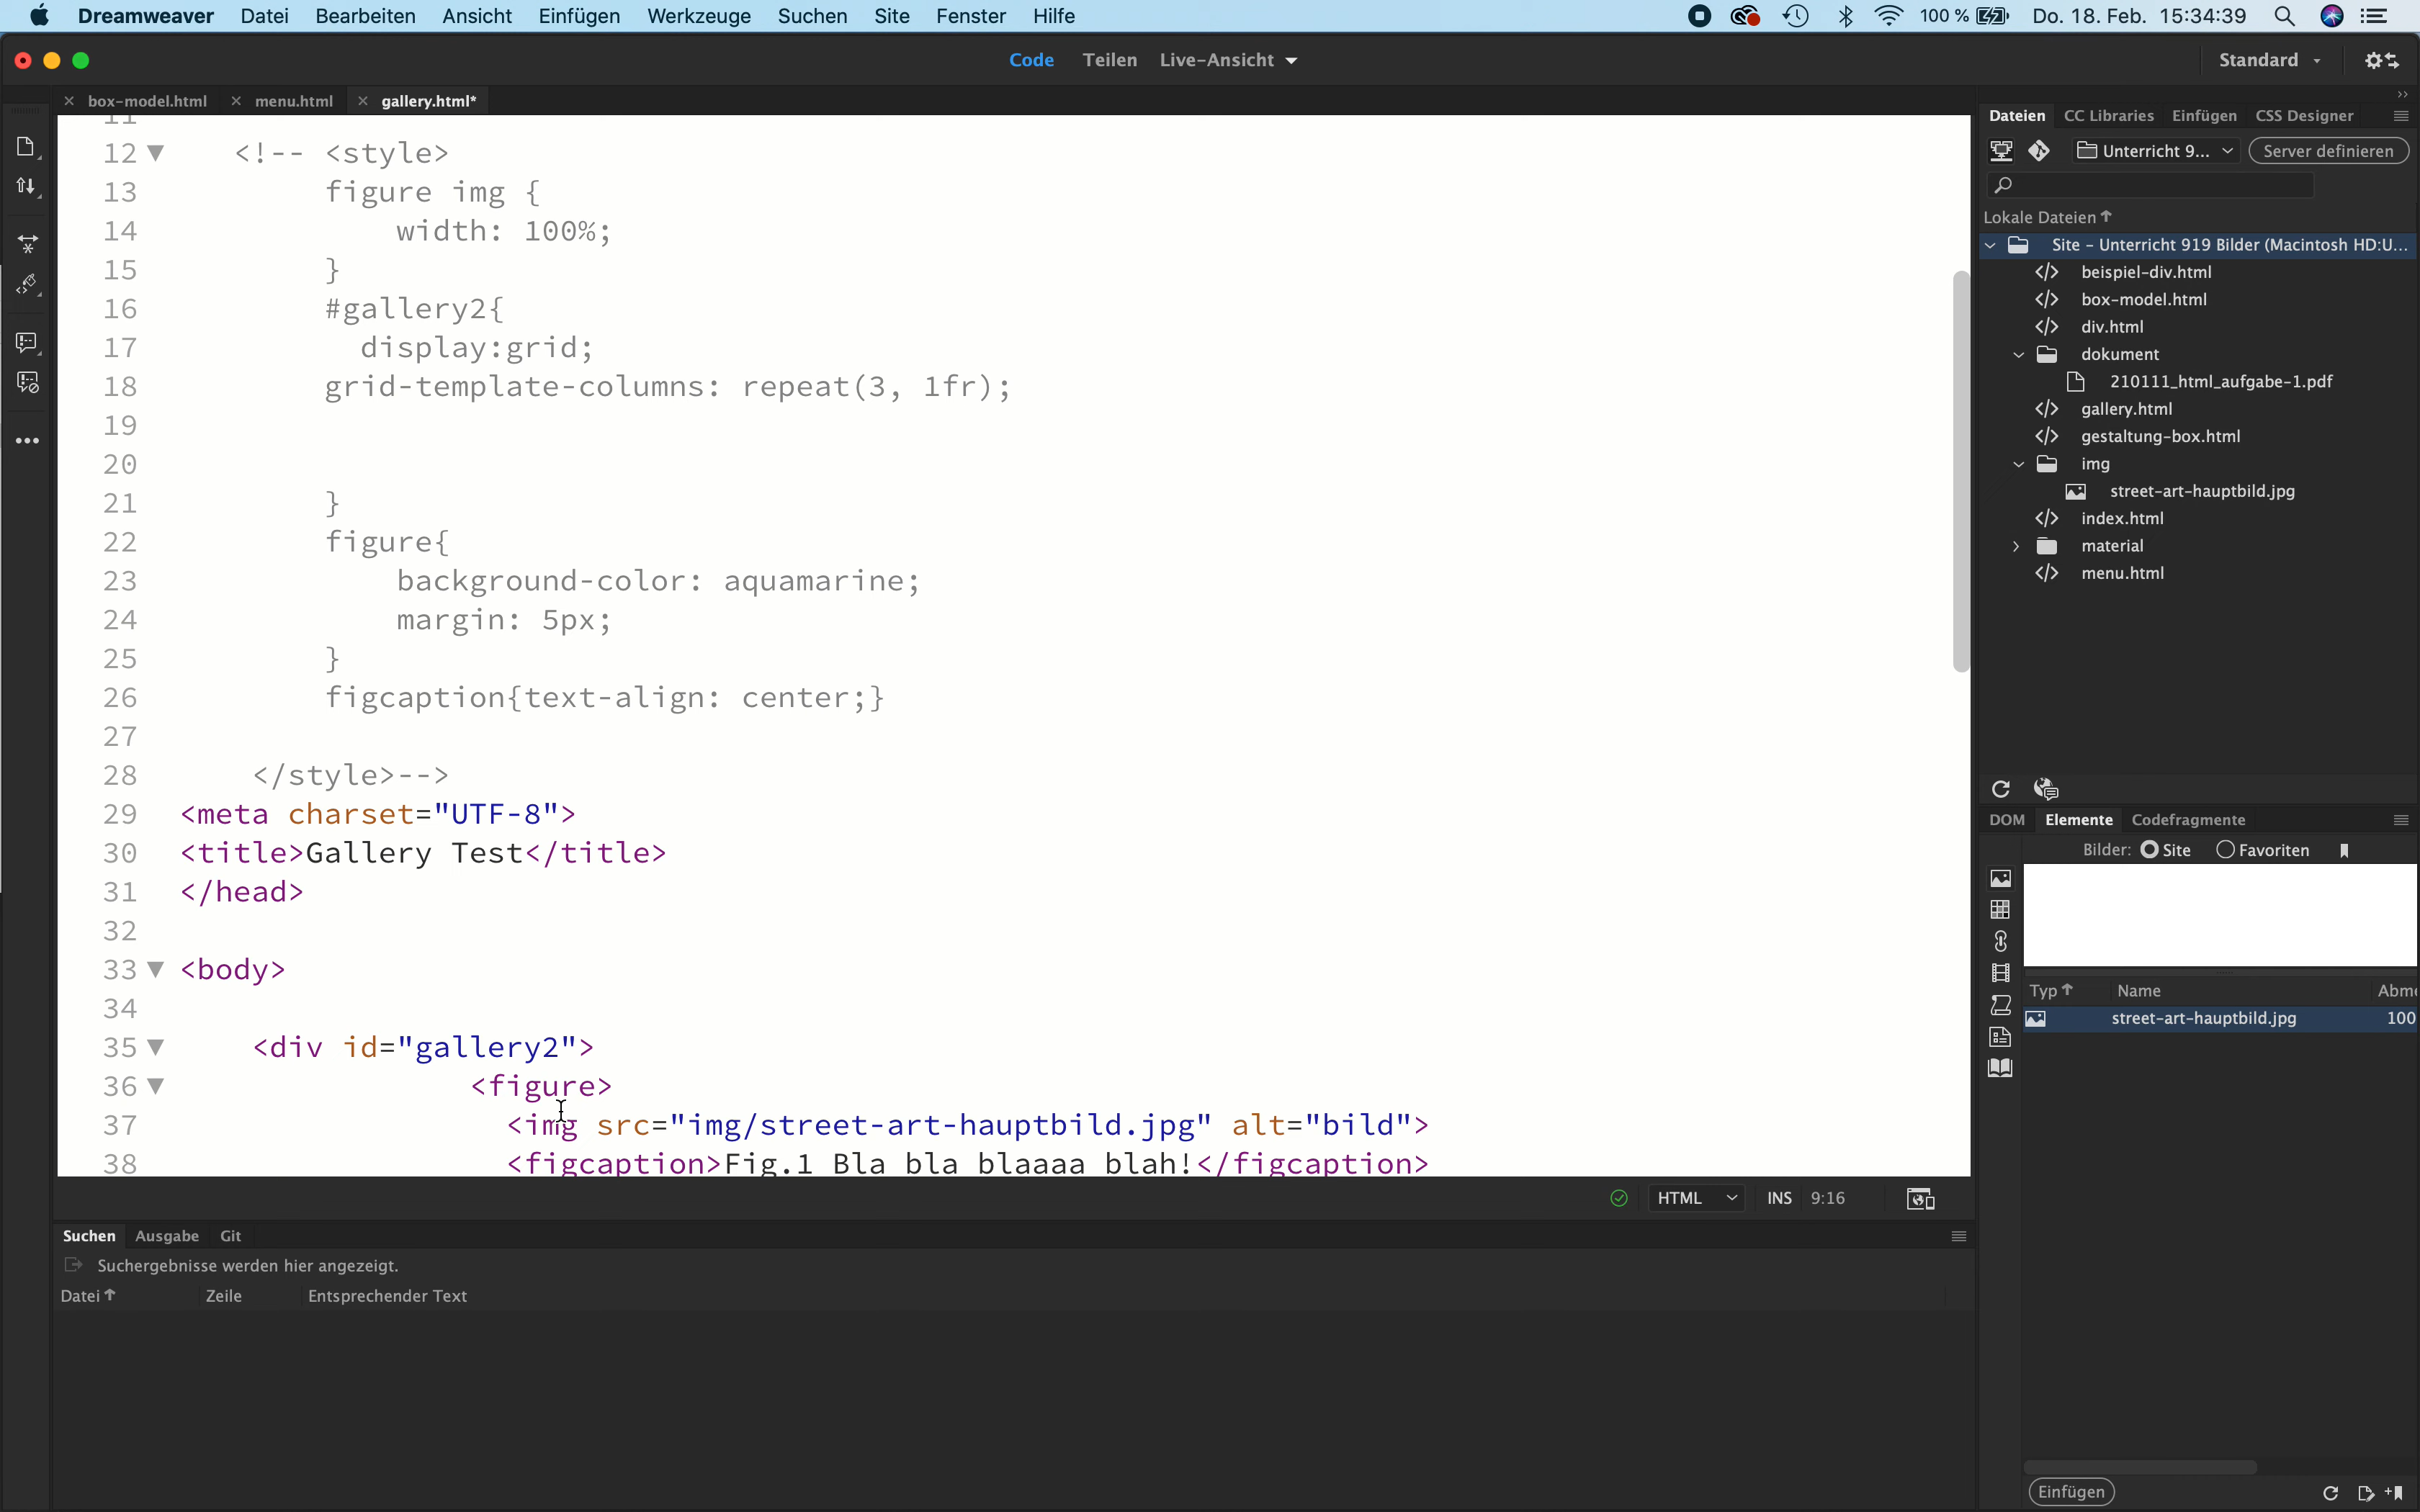 Dreamweaver Datei Bearbeiten Ansicht Einfügen Werkzeuge Suchen Site Fenster Hilfe 100 % Do. 18. Feb. 15:34:39
Code Teilen Live-Ansicht Standard
box-model.html menu.html gallery.html*
11
12 <!-- <style>
13 figure img {
14 width: 100%;
15 }
16 #gallery2{
17 display:grid;
18 grid-template-columns: repeat(3, 1fr);
19
20
21 }
22 figure{
23 background-color: aquamarine;
24 margin: 5px;
25 }
26 figcaption{text-align: center;}
27
28 </style>-->
29 <meta charset="UTF-8">
30 <title>Gallery Test</title>
31 </head>
32
33 <body>
34
35 <div id="gallery2">
36 <figure>
37 <img src="img/street-art-hauptbild.jpg" alt="bild">
38 <figcaption>Fig.1 Bla bla blaaaa blah!</figcaption>
HTML INS 9:16
Suchen Ausgabe Git
Suchergebnisse werden hier angezeigt.
Datei Zeile Entsprechender Text
Dateien CC Libraries Einfügen CSS Designer
Unterricht 9... Server definieren
Lokale Dateien
Site - Unterricht 919 Bilder (Macintosh HD:U...
beispiel-div.html
box-model.html
div.html
dokument
210111_html_aufgabe-1.pdf
gallery.html
gestaltung-box.html
img
street-art-hauptbild.jpg
index.html
material
menu.html
DOM Elemente Codefragmente
Bilder: Site Favoriten
Typ Name Abme
street-art-hauptbild.jpg 100
Einfügen